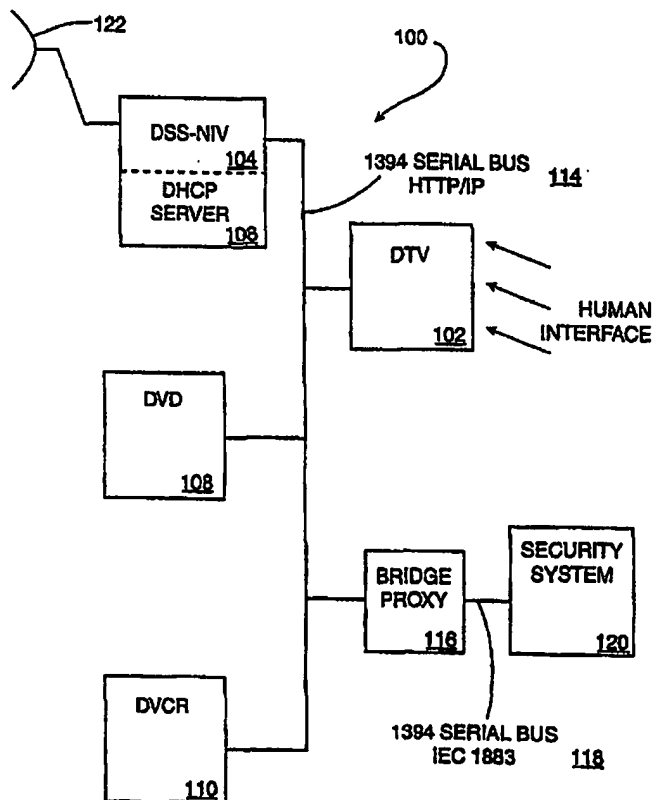 122
100
DSS-NIV
104
DHCP
SERVER
106
1394 SERIAL BUS
HTTP/IP 114
DTV
102
HUMAN
INTERFACE
DVD
108
BRIDGE
PROXY
116
SECURITY
SYSTEM
120
DVCR
110
1394 SERIAL BUS
IEC 1883 118